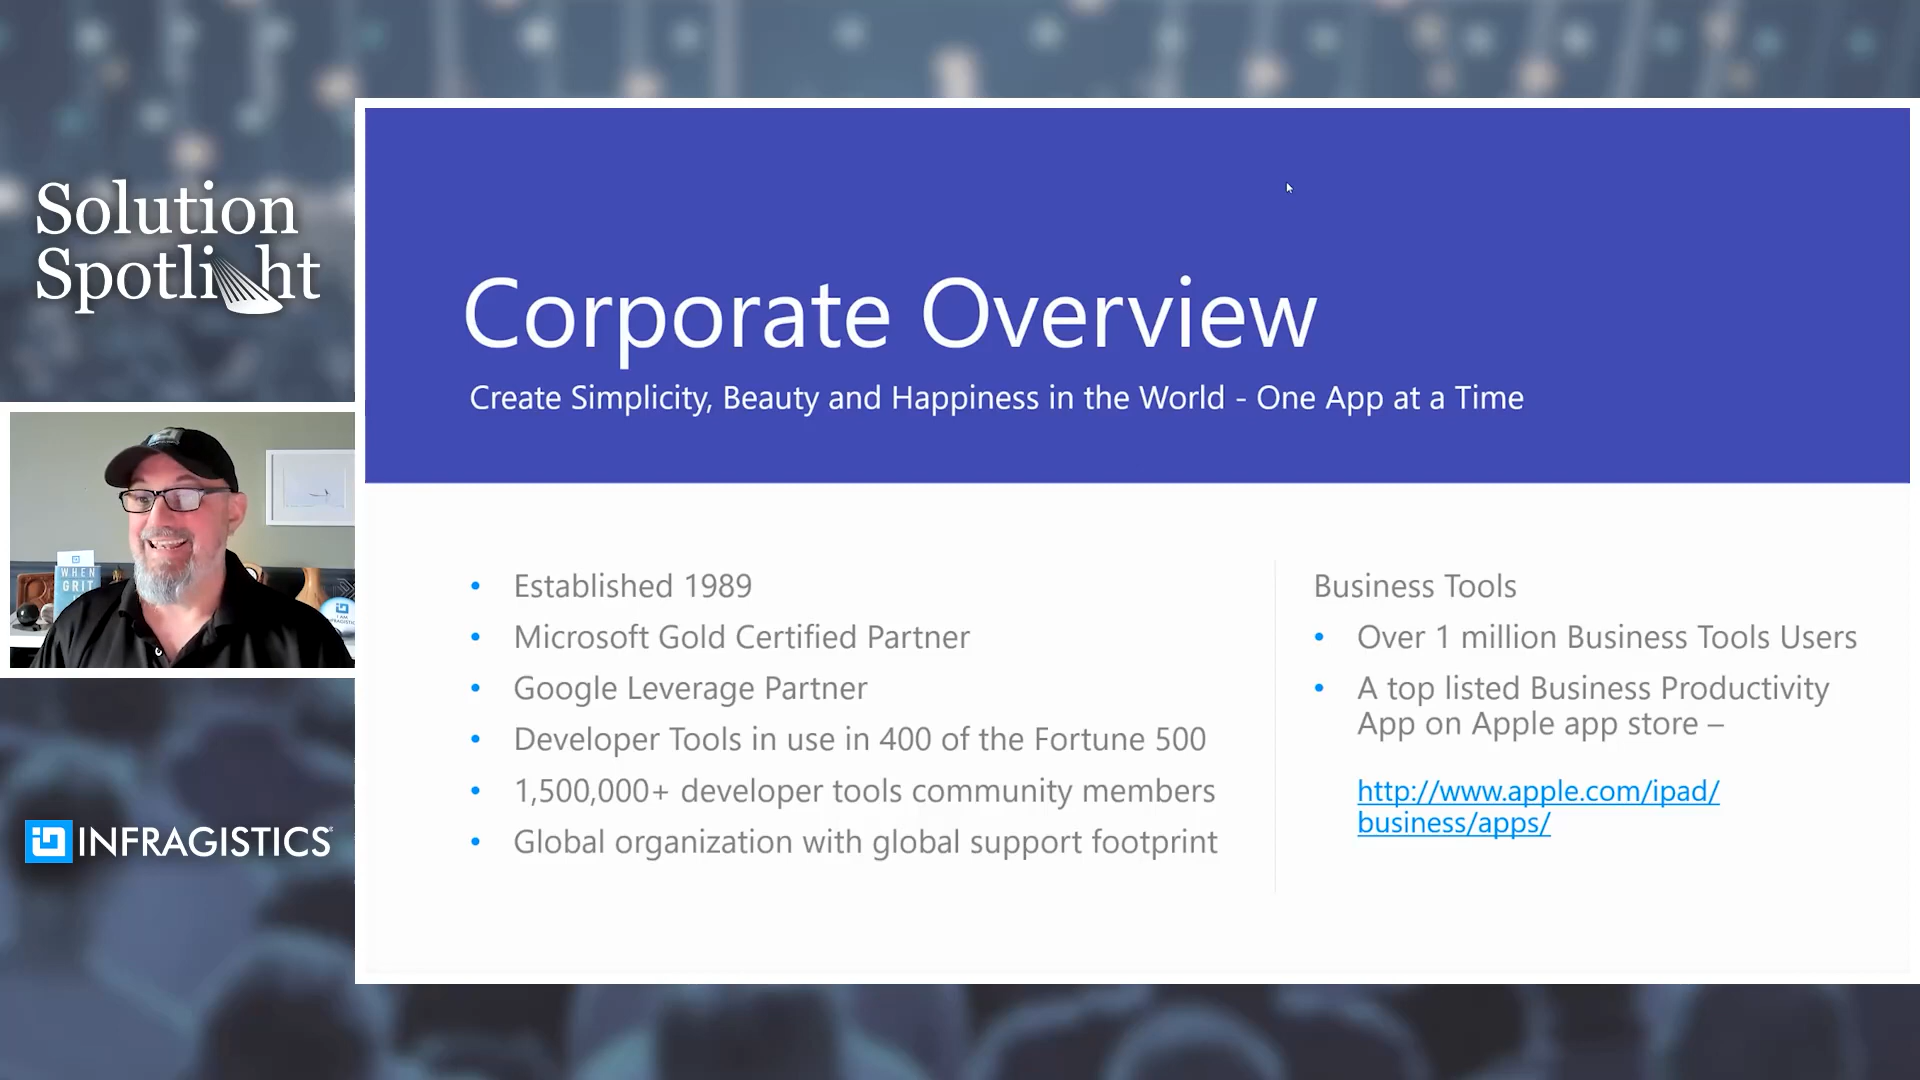 Solution
Spotlight
Corporate Overview
Create Simplicity, Beauty and Happiness in the World - One App at a Time
• Established 1989
• Microsoft Gold Certified Partner
• Google Leverage Partner
• Developer Tools in use in 400 of the Fortune 500
• 1,500,000+ developer tools community members
• Global organization with global support footprint
Business Tools
• Over 1 million Business Tools Users
• A top listed Business Productivity
App on Apple app store –
http://www.apple.com/ipad/
business/apps/
WHEN
GRIT
I AM
INFRAGISTICS